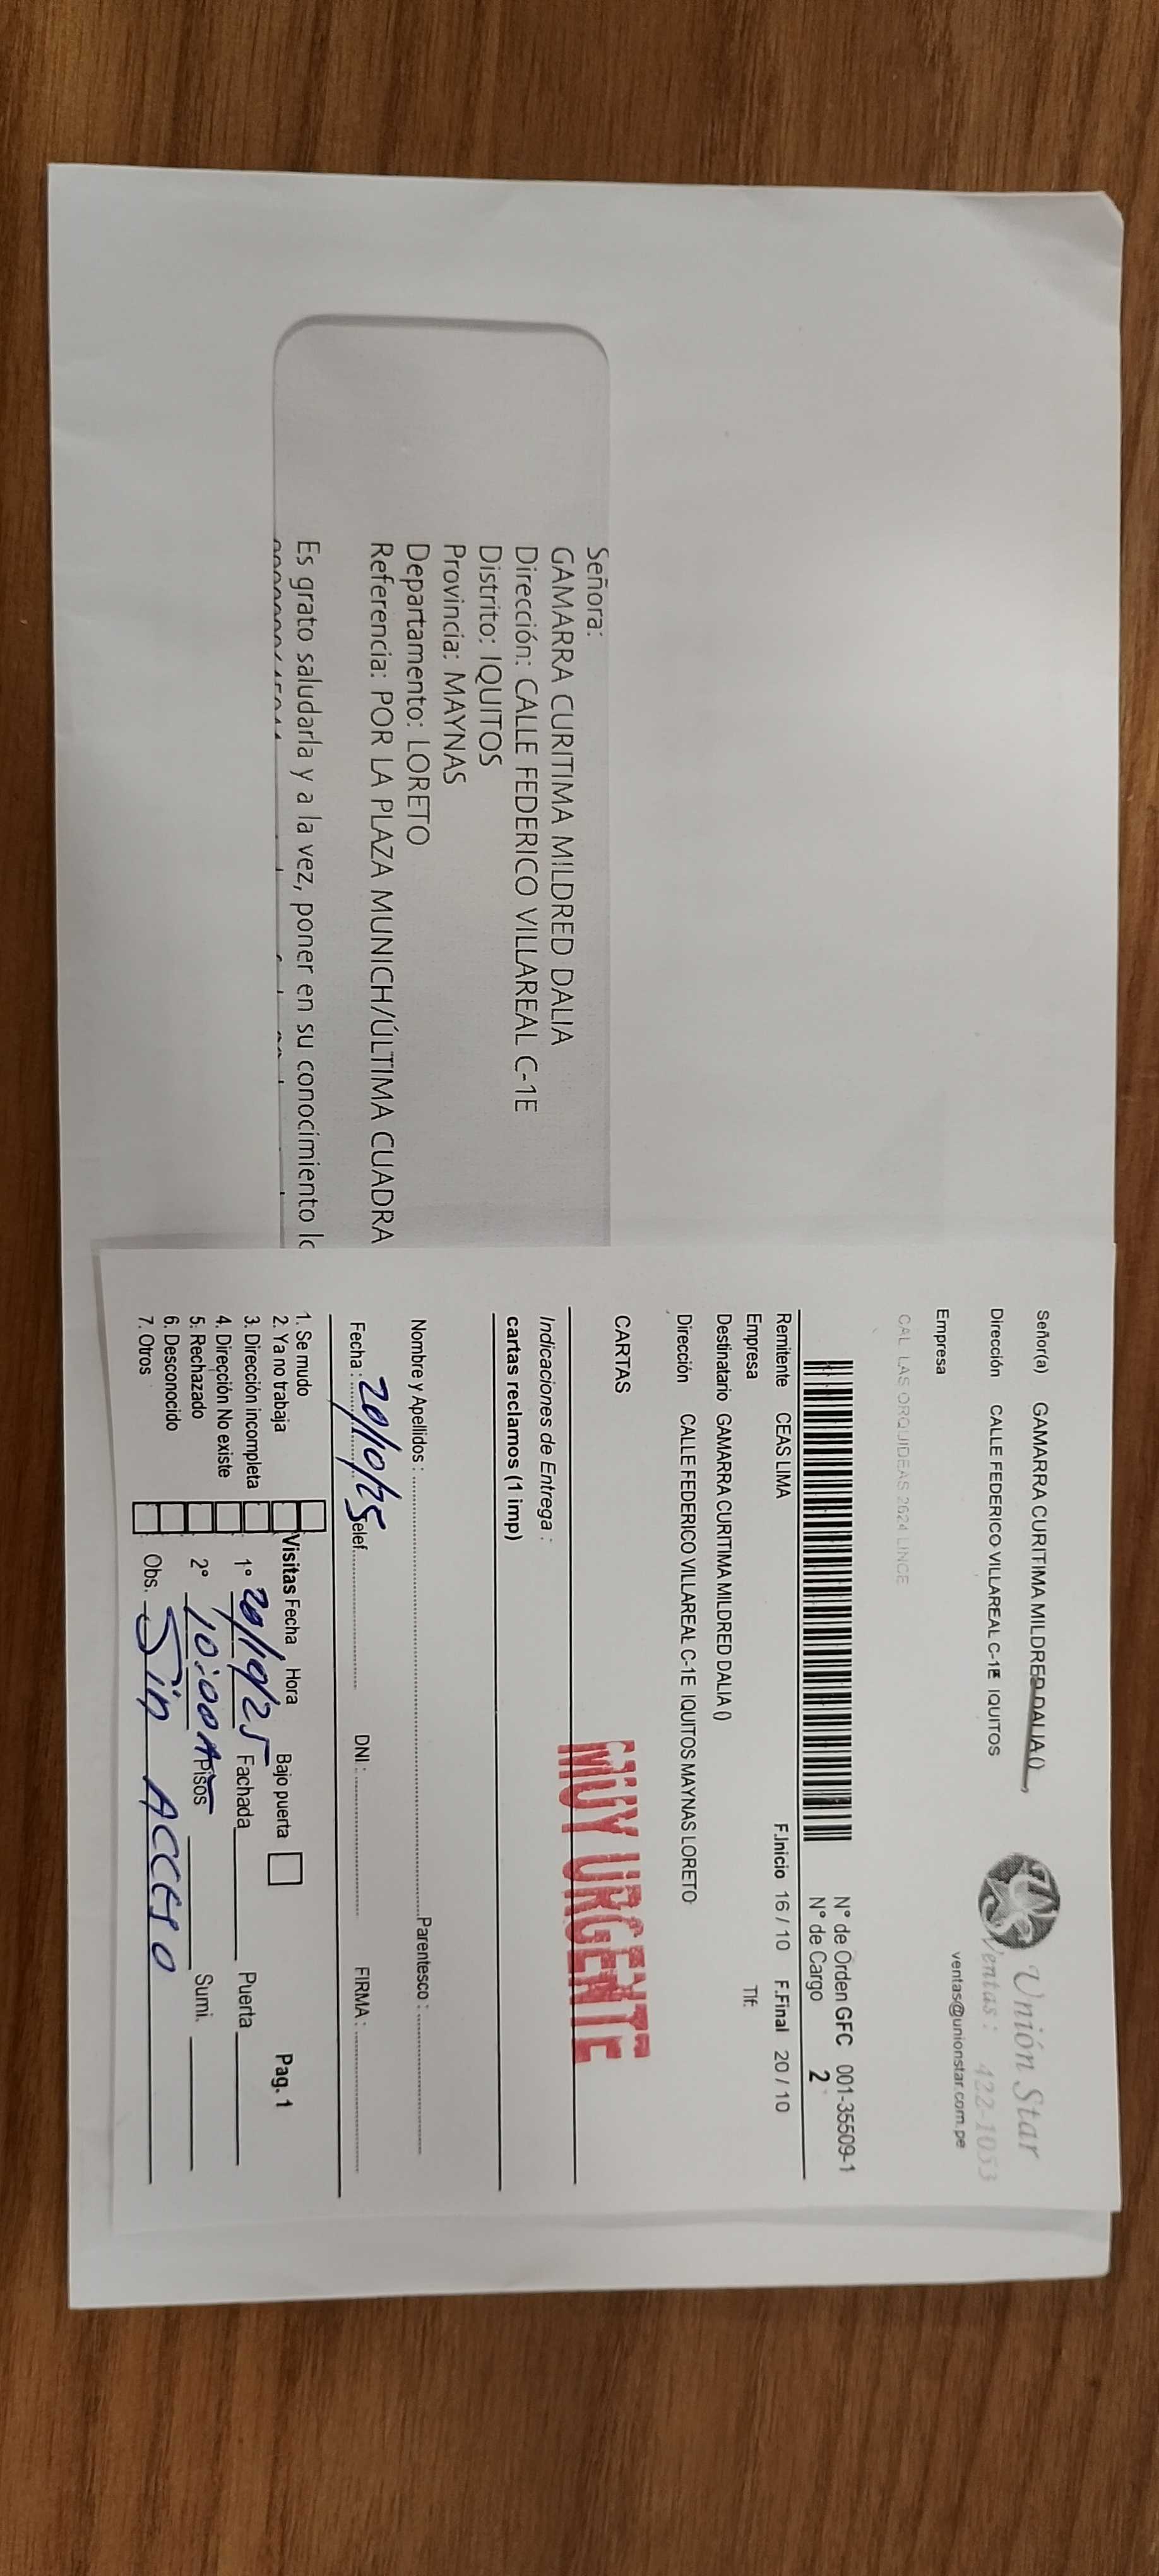 Señora:
GAMARRA CURITIMA MILDRED DALIA
Dirección: CALLE FEDERICO VILLAREAL C-1E
Distrito: IQUITOS
Provincia: MAYNAS
Departamento: LORETO
Referencia: POR LA PLAZA MUNICH/ÚLTIMA CUADRA
Es grato saludarla y a la vez, poner en su conocimiento lo
Señor(a) GAMARRA CURITIMA MILDRED DALIA ()
Dirección CALLE FEDERICO VILLAREAL C-1E IQUITOS
Empresa
CAL LAS ORQUIDEAS 2624 LINCE
Unión Star
Ventas: 422-1053
ventas@unionstar.com.pe
N° de Orden GFC 001-35509-1
N° de Cargo 2
Remitente CEAS LIMA F.Inicio 16 / 10 F.Final 20 / 10
Empresa Tlf:
Destinatario GAMARRA CURITIMA MILDRED DALIA ()
Dirección CALLE FEDERICO VILLAREAL C-1E IQUITOS MAYNAS LORETO
CARTAS
MUY URGENTE
Indicaciones de Entrega :
cartas reclamos (1 imp)
Nombre y Apellidos : Parentesco :
Fecha : 20/10/25 Telef. DNI : FIRMA :
1. Se mudo
2. Ya no trabaja
3. Dirección incompleta
4. Dirección No existe
5. Rechazado
6. Desconocido
7. Otros
Visitas Fecha Hora Bajo puerta Pag. 1
1° 20/10/25 Fachada Puerta
2° 10:00 A Pisos Sumi.
Obs. Sin ACCESO